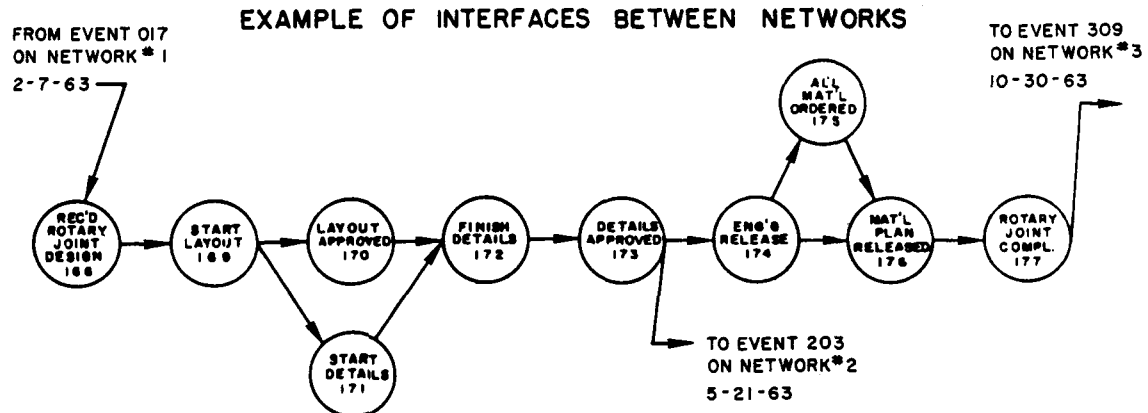 EXAMPLE OF INTERFACES BETWEEN NETWORKS
FROM EVENT 017
ON NETWORK #1
2-7-63
TO EVENT 309
ON NETWORK #3
10-30-63
REC'D
ROTARY
JOINT
DESIGN
168
START
LAYOUT
169
LAYOUT
APPROVED
170
START
DETAILS
171
FINISH
DETAILS
172
DETAILS
APPROVED
173
TO EVENT 203
ON NETWORK #2
5-21-63
ENG'G
RELEASE
174
MAT'L
ORDERED
175
MAT'L
PLAN
RELEASED
176
ROTARY
JOINT
COMPL.
177